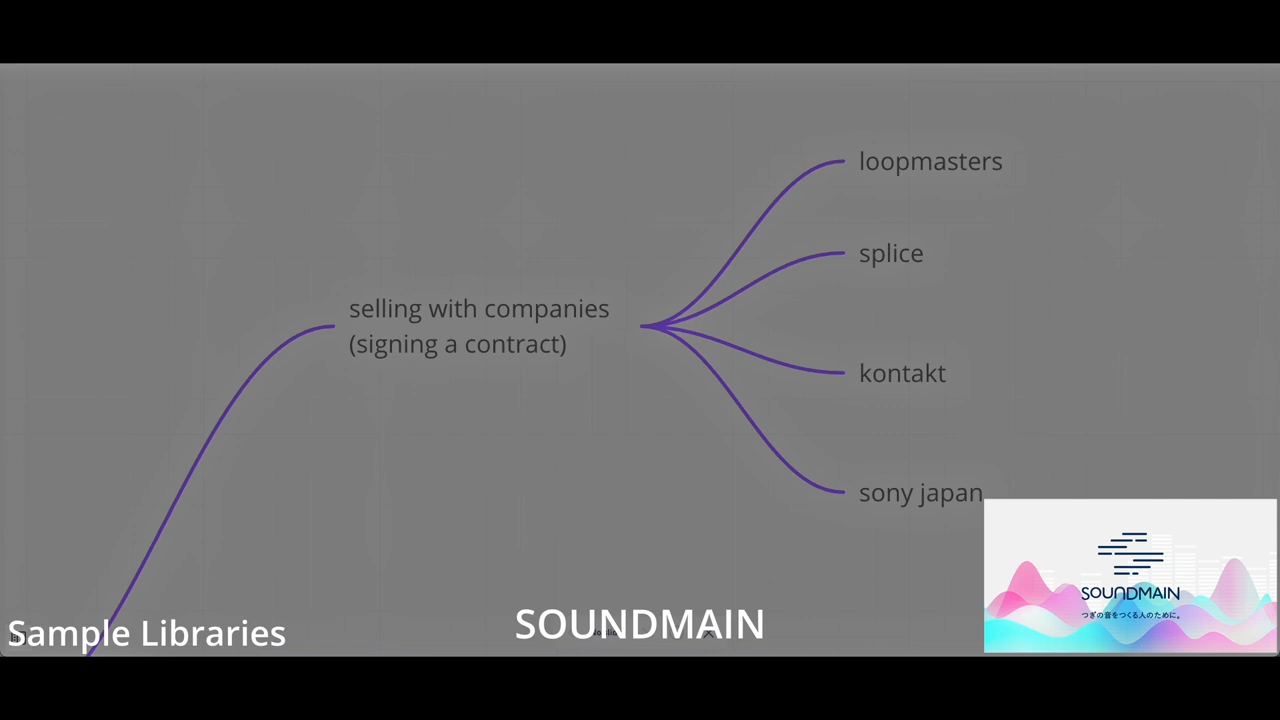 loopmasters
splice
selling with companies
(signing a contract)
kontakt
sony japan
SOUNDMAIN
つぎの音をつくる人のために。
Sample Libraries
SOUNDMAIN